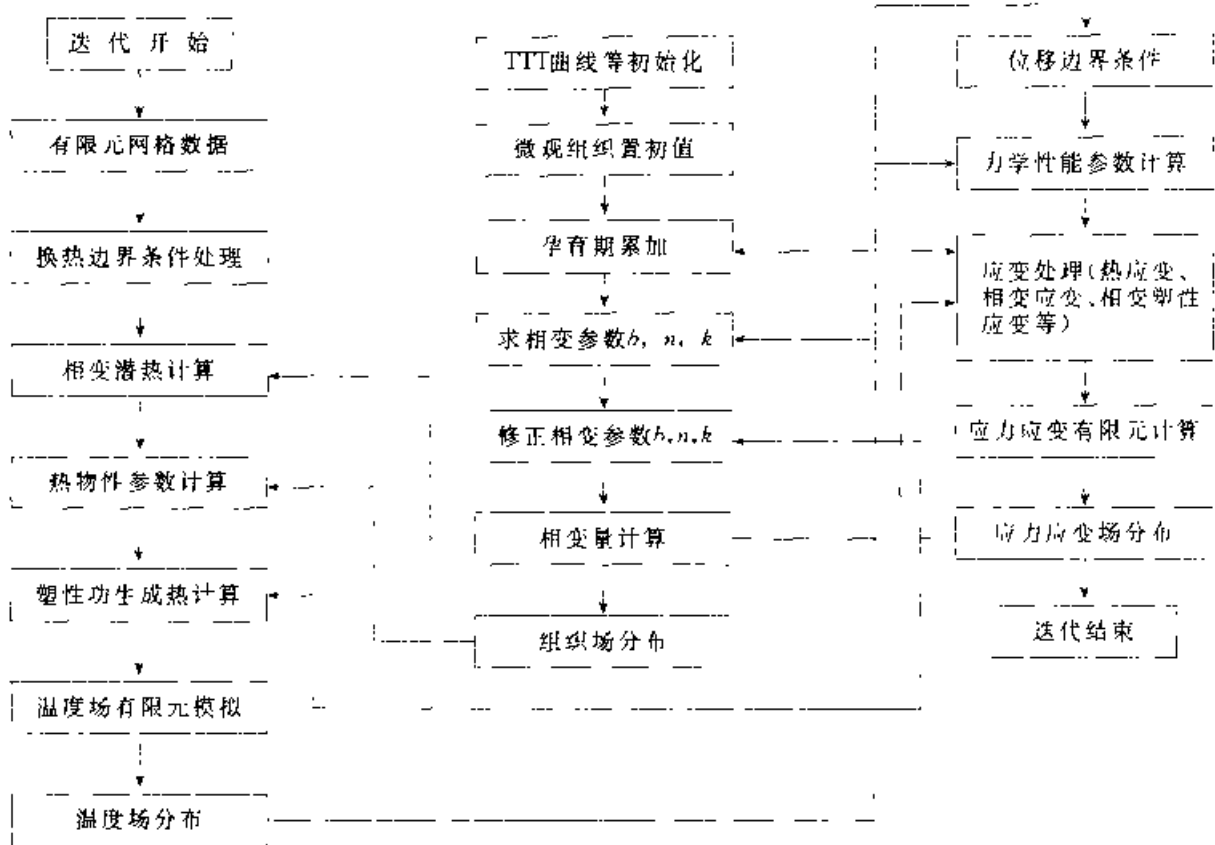 迭代开始
有限元网格数据
换热边界条件处理
相变潜热计算
热物性参数计算
塑性功生成热计算
温度场有限元模拟
温度场分布
TTT曲线等初始化
微观组织置初值
孕育期累加
求相变参数b, n, k
修正相变参数b,n,k
相变量计算
组织场分布
位移边界条件
力学性能参数计算
应变处理(热应变、
相变应变、相变塑性
应变等)
应力应变有限元计算
应力应变场分布
迭代结束